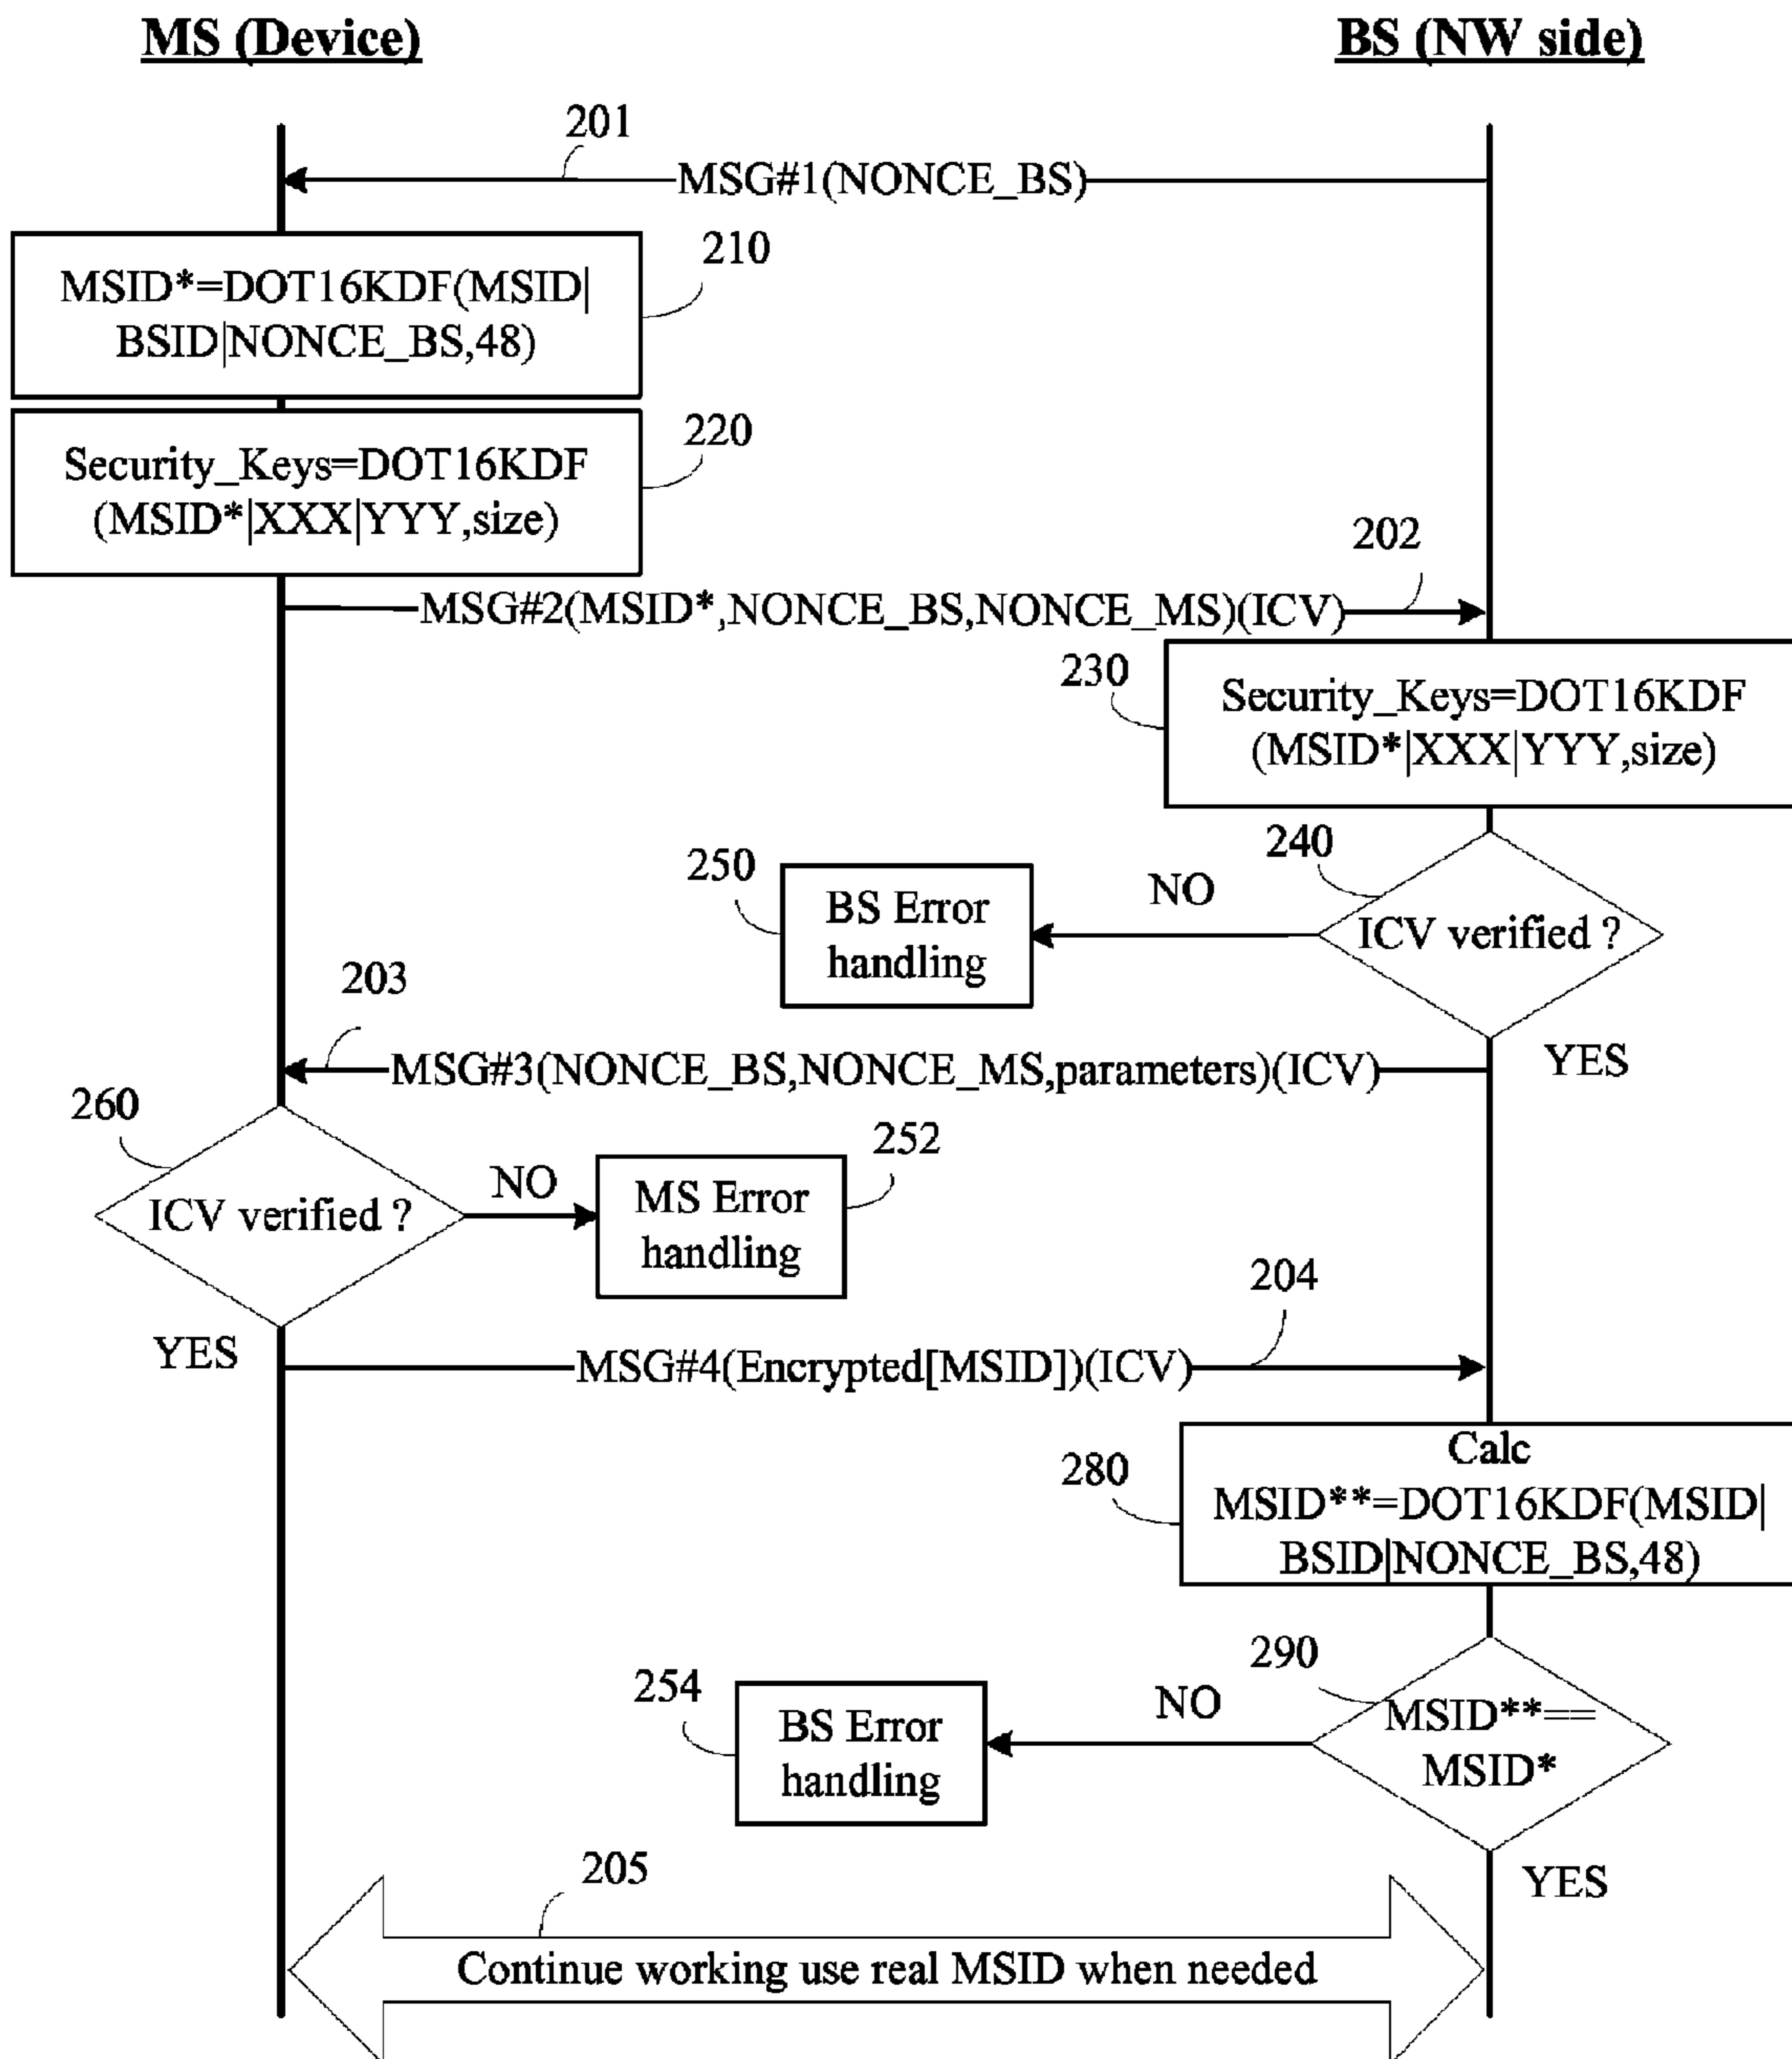 MS (Device)
BS (NW side)
201
MSG#1(NONCE_BS)
210
MSID*=DOT16KDF(MSID|
BSID|NONCE_BS,48)
220
Security_Keys=DOT16KDF
(MSID*|XXX|YYY,size)
202
MSG#2(MSID*,NONCE_BS,NONCE_MS)(ICV)
230
Security_Keys=DOT16KDF
(MSID*|XXX|YYY,size)
240
ICV verified ?
NO
250
BS Error
handling
YES
203
MSG#3(NONCE_BS,NONCE_MS,parameters)(ICV)
260
ICV verified ?
NO
252
MS Error
handling
YES
204
MSG#4(Encrypted[MSID])(ICV)
280
Calc
MSID**=DOT16KDF(MSID|
BSID|NONCE_BS,48)
290
MSID**==
MSID*
NO
254
BS Error
handling
YES
205
Continue working use real MSID when needed